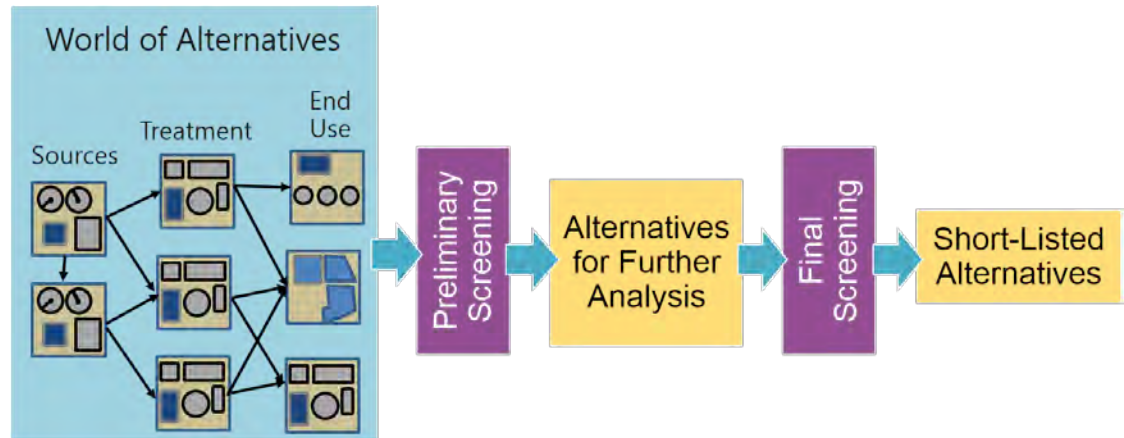 World of Alternatives
End
Use
Treatment
Sources
Preliminary
Screening
Alternatives
for Further
Analysis
Final
Screening
Short-Listed
Alternatives